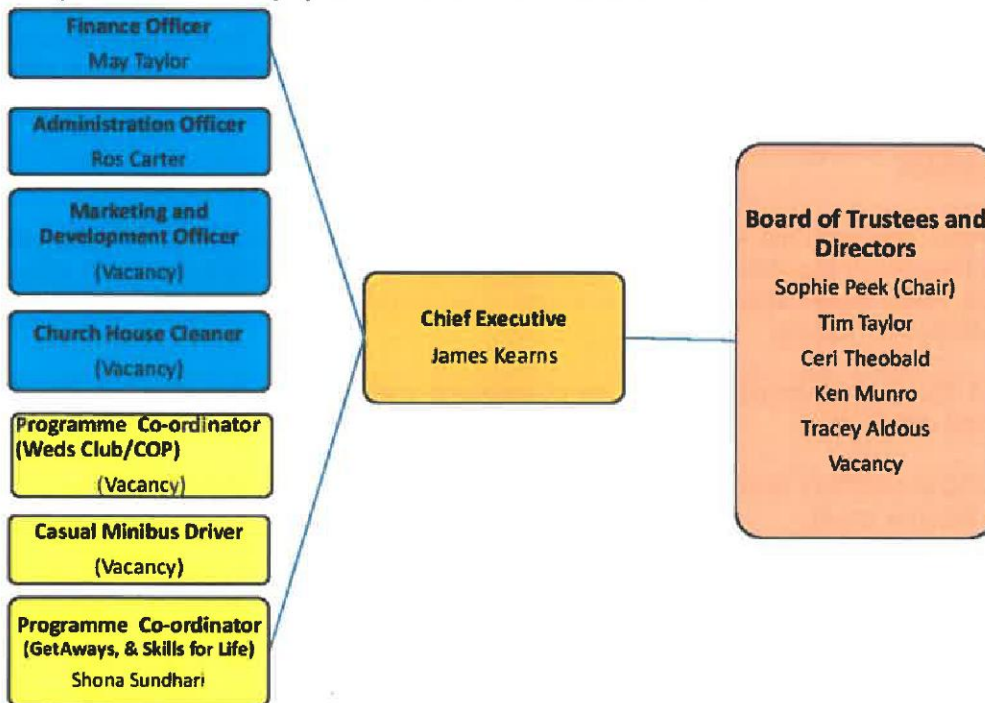 Finance Officer
May Taylor
Administration Officer
Ros Carter
Marketing and
Development Officer
(Vacancy)
Church House Cleaner
(Vacancy)
Programme Co-ordinator
(Weds Club/COP)
(Vacancy)
Casual Minibus Driver
(Vacancy)
Programme Co-ordinator
(GetAways, & Skills for Life)
Shona Sundhari
Chief Executive
James Kearns
Board of Trustees and
Directors
Sophie Peek (Chair)
Tim Taylor
Ceri Theobald
Ken Munro
Tracey Aldous
Vacancy